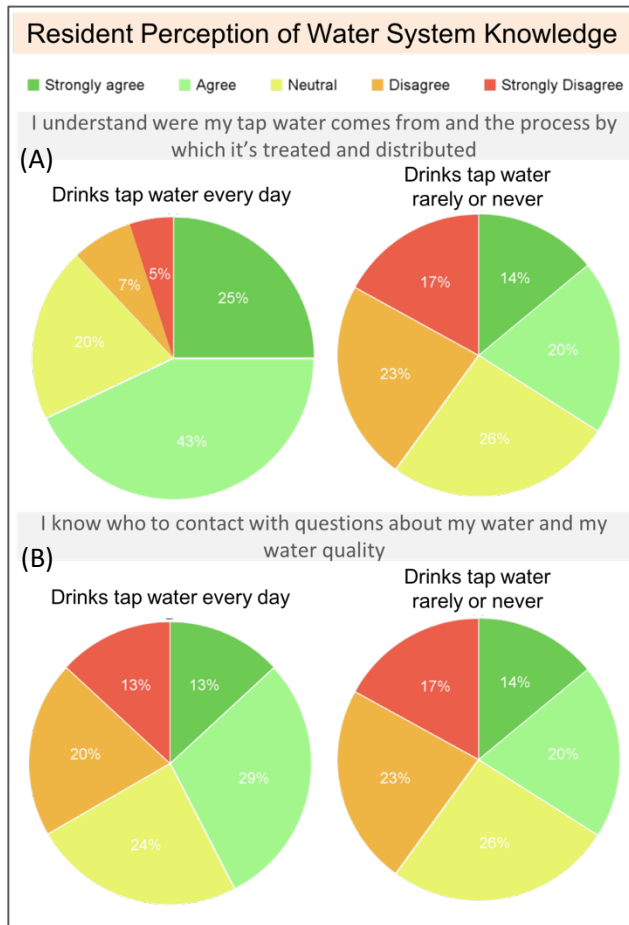 Resident Perception of Water System Knowledge
Strongly agree Agree Neutral Disagree Strongly Disagree
I understand were my tap water comes from and the process by
which it's treated and distributed
(A)
Drinks tap water every day
Drinks tap water
rarely or never
5%
7%
25%
20%
43%
17%
14%
23%
20%
26%
I know who to contact with questions about my water and my
water quality
(B)
Drinks tap water every day
Drinks tap water
rarely or never
13%
13%
20%
29%
24%
17%
14%
23%
20%
26%